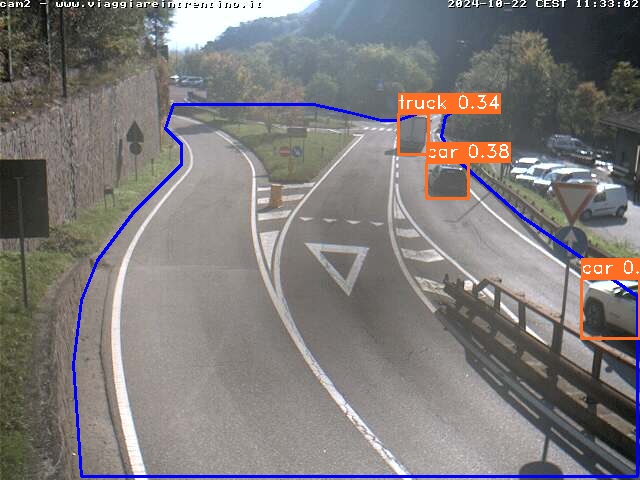 cam2 - www.viaggiareintrentino.it
2024-10-22 CEST 11:33:02
truck 0.34
car 0.38
car 0.